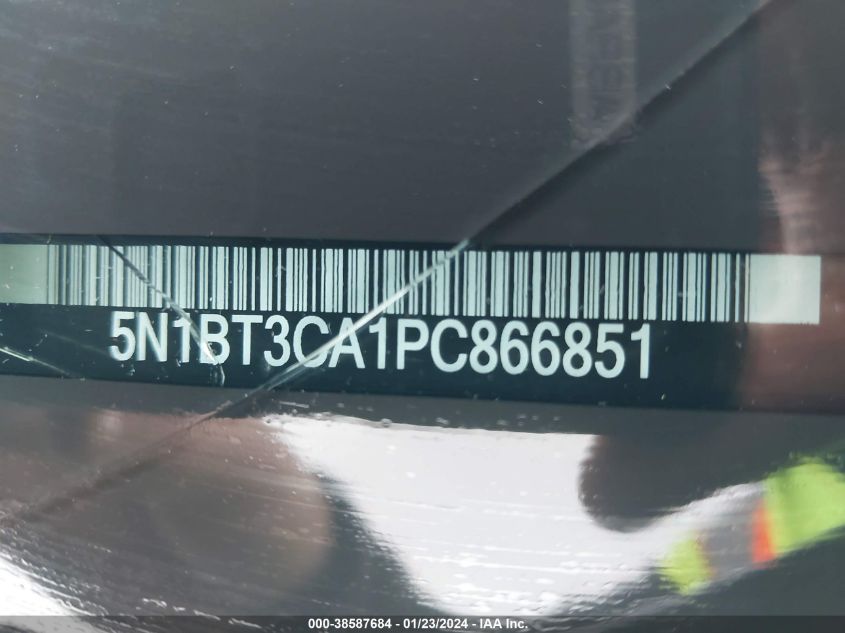 5N1BT3CA1PC866851
000-38587684 - 01/23/2024 - IAA Inc.